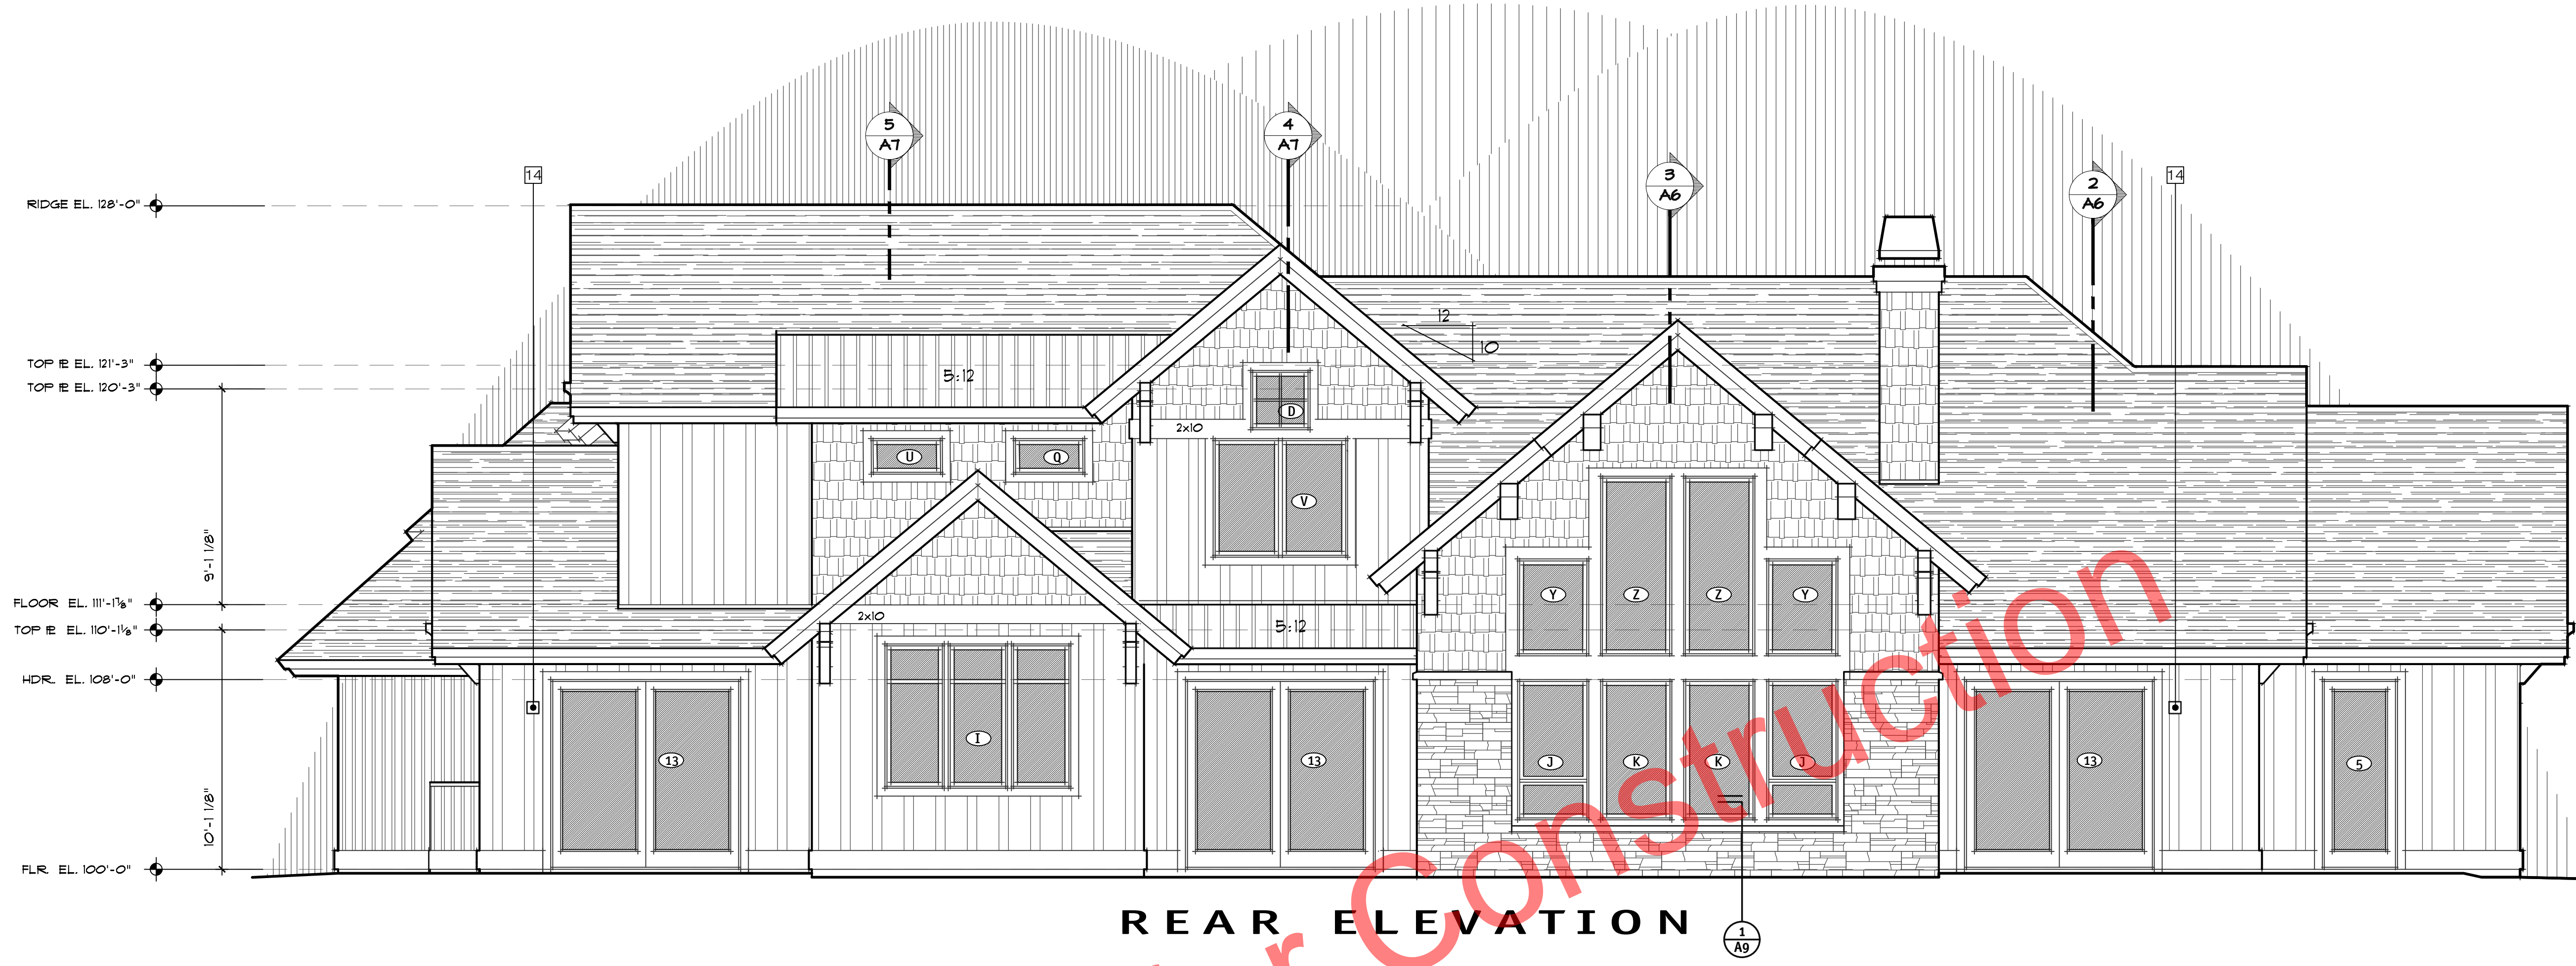 5
A7
4
A7
3
A6
2
A6
14
14
RIDGE EL. 128'-0"
TOP PL EL. 121'-3"
TOP PL EL. 120'-3"
9'-1 1/8"
FLOOR EL. 111'-1⅞"
TOP PL EL. 110'-1⅛"
HDR. EL. 108'-0"
10'-1 1/8"
FLR. EL. 100'-0"
12
10
5:12
D
2x10
U
Q
V
2x10
5:12
Y
Z
Z
Y
I
13
13
J
K
K
J
13
5
REAR ELEVATION
1
A9
r Construction